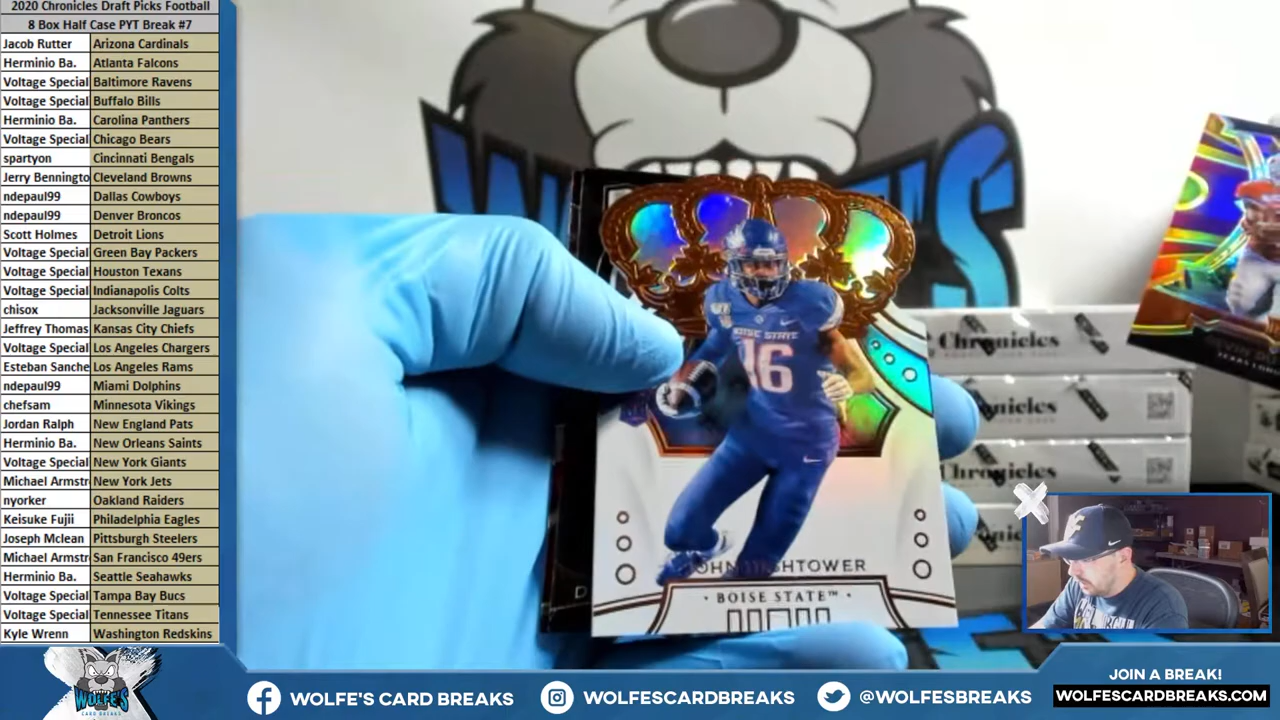 2020 Chronicles Draft Picks Football
8 Box Half Case PYT Break #7
Jacob Rutter Arizona Cardinals
Herminio Ba. Atlanta Falcons
Voltage Special Baltimore Ravens
Voltage Special Buffalo Bills
Herminio Ba. Carolina Panthers
Voltage Special Chicago Bears
spartyon Cincinnati Bengals
Jerry Benningto Cleveland Browns
ndepaul99 Dallas Cowboys
ndepaul99 Denver Broncos
Scott Holmes Detroit Lions
Voltage Special Green Bay Packers
Voltage Special Houston Texans
Voltage Special Indianapolis Colts
chisox Jacksonville Jaguars
Jeffrey Thomas Kansas City Chiefs
Voltage Special Los Angeles Chargers
Esteban Sanche Los Angeles Rams
ndepaul99 Miami Dolphins
chefsam Minnesota Vikings
Jordan Ralph New England Pats
Herminio Ba. New Orleans Saints
Voltage Special New York Giants
Michael Armstr New York Jets
nyorker Oakland Raiders
Keisuke Fujii Philadelphia Eagles
Joseph Mclean Pittsburgh Steelers
Michael Armstr San Francisco 49ers
Herminio Ba. Seattle Seahawks
Voltage Special Tampa Bay Bucs
Voltage Special Tennessee Titans
Kyle Wrenn Washington Redskins
BOISE STATE
16
JOHN HIGHTOWER
BOISE STATE™
Chronicles
WOLFE'S
CARD BREAKS
WOLFE'S CARD BREAKS
WOLFESCARDBREAKS
@WOLFESBREAKS
JOIN A BREAK!
WOLFESCARDBREAKS.COM